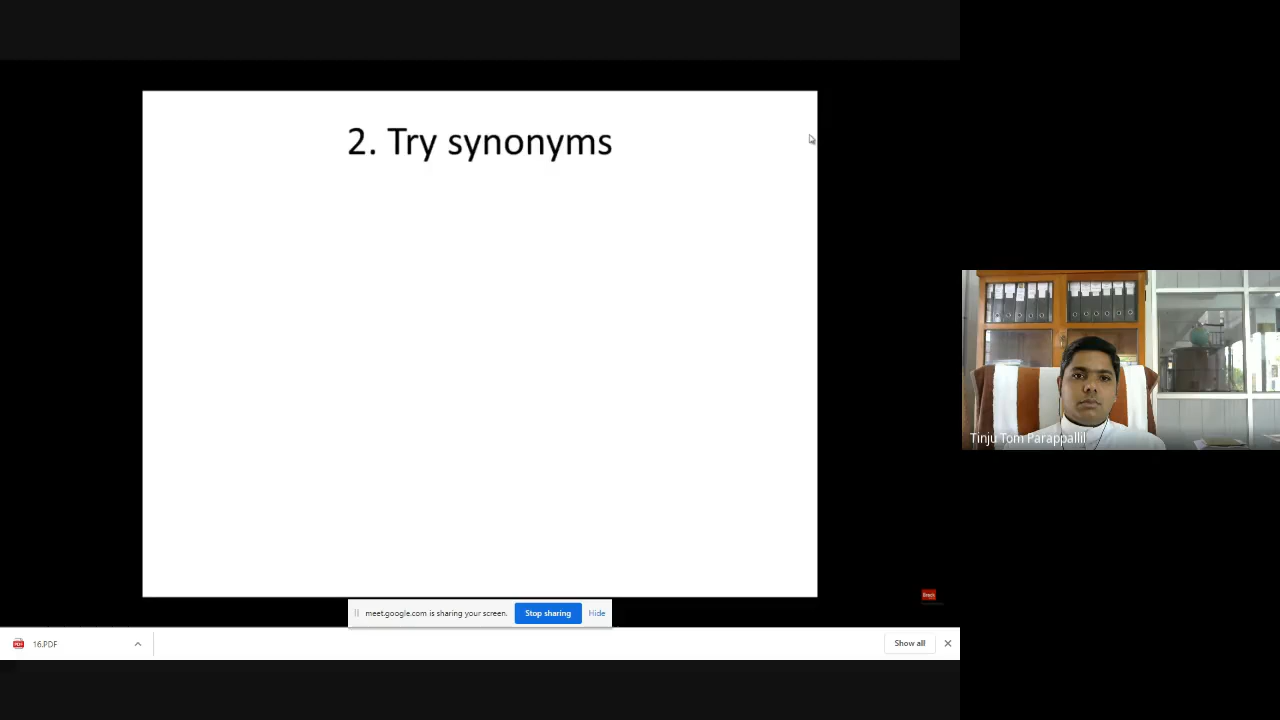 2. Try synonyms
Tinju Tom Parappallil
meet.google.com is sharing your screen.
Stop sharing
Hide
16.PDF
Show all